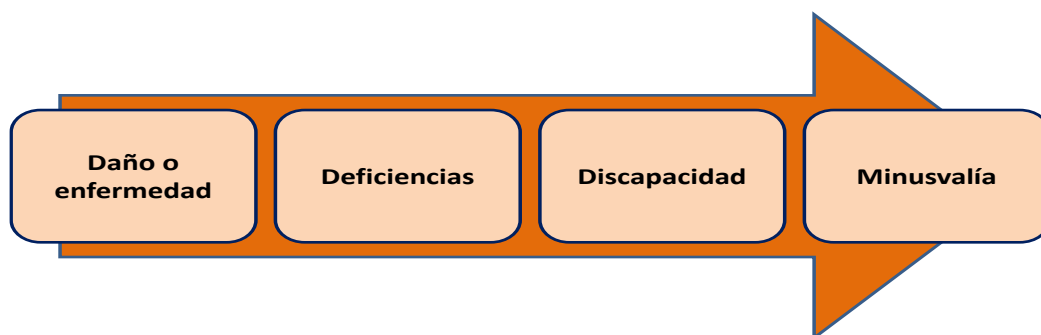 Daño o
enfermedad
Deficiencias
Discapacidad
Minusvalía